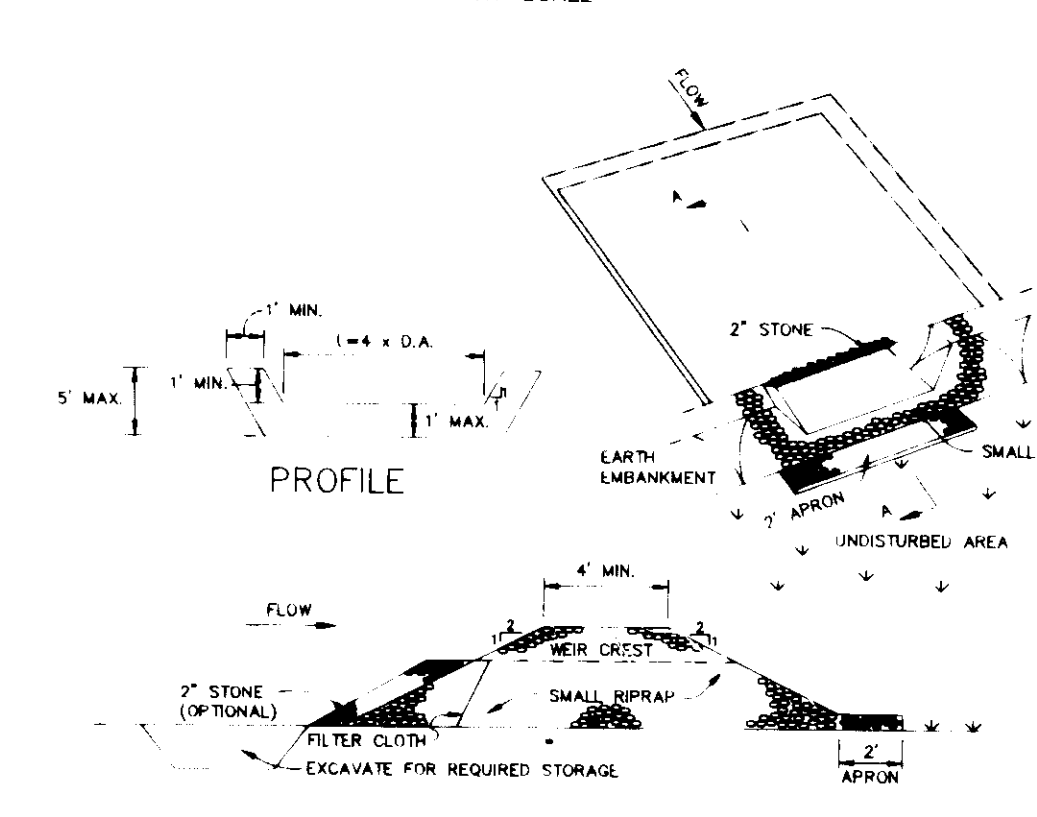 FLOW
A
1' MIN.
2" STONE
1' MIN.
5' MAX.
1' MAX.
EARTH
EMBANKMENT
SMALL
PROFILE
2' APRON
A
UNDISTURBED AREA
4' MIN.
FLOW
2
1
2
1
WEIR CREST
2" STONE
(OPTIONAL)
SMALL RIPRAP
FILTER CLOTH
EXCAVATE FOR REQUIRED STORAGE
2'
APRON